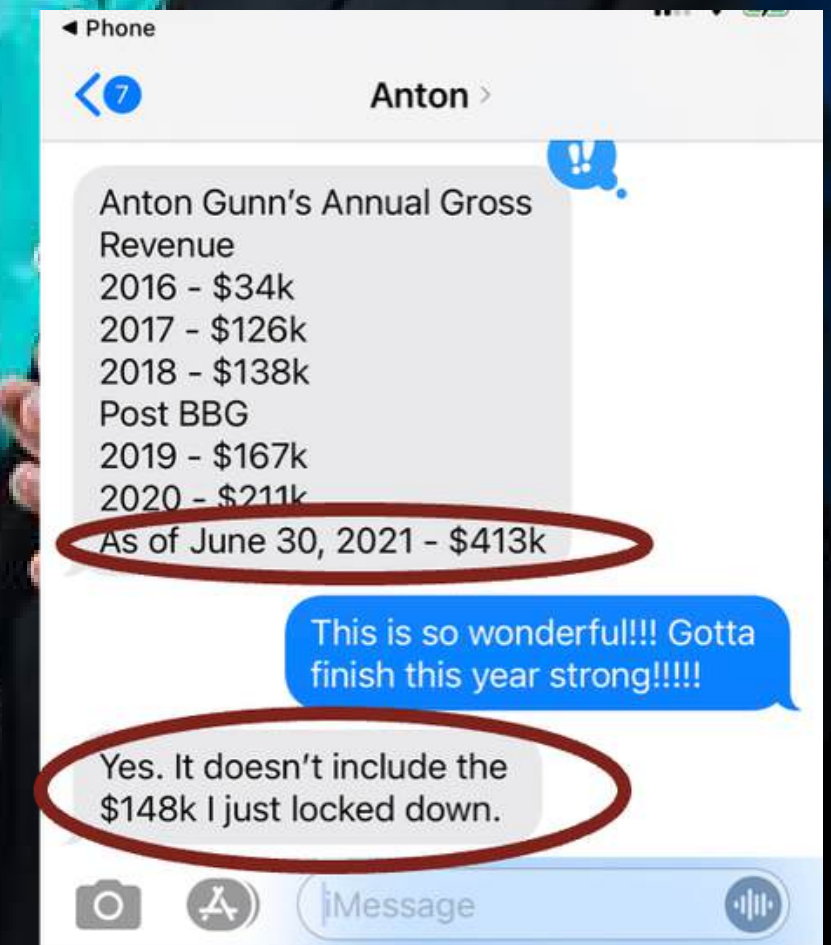 Phone
7
Anton
Anton Gunn's Annual Gross
Revenue
2016 - $34k
2017 - $126k
2018 - $138k
Post BBG
2019 - $167k
2020 - $211k
As of June 30, 2021 - $413k
This is so wonderful!!! Gotta
finish this year strong!!!!!
Yes. It doesn't include the
$148k I just locked down.
iMessage